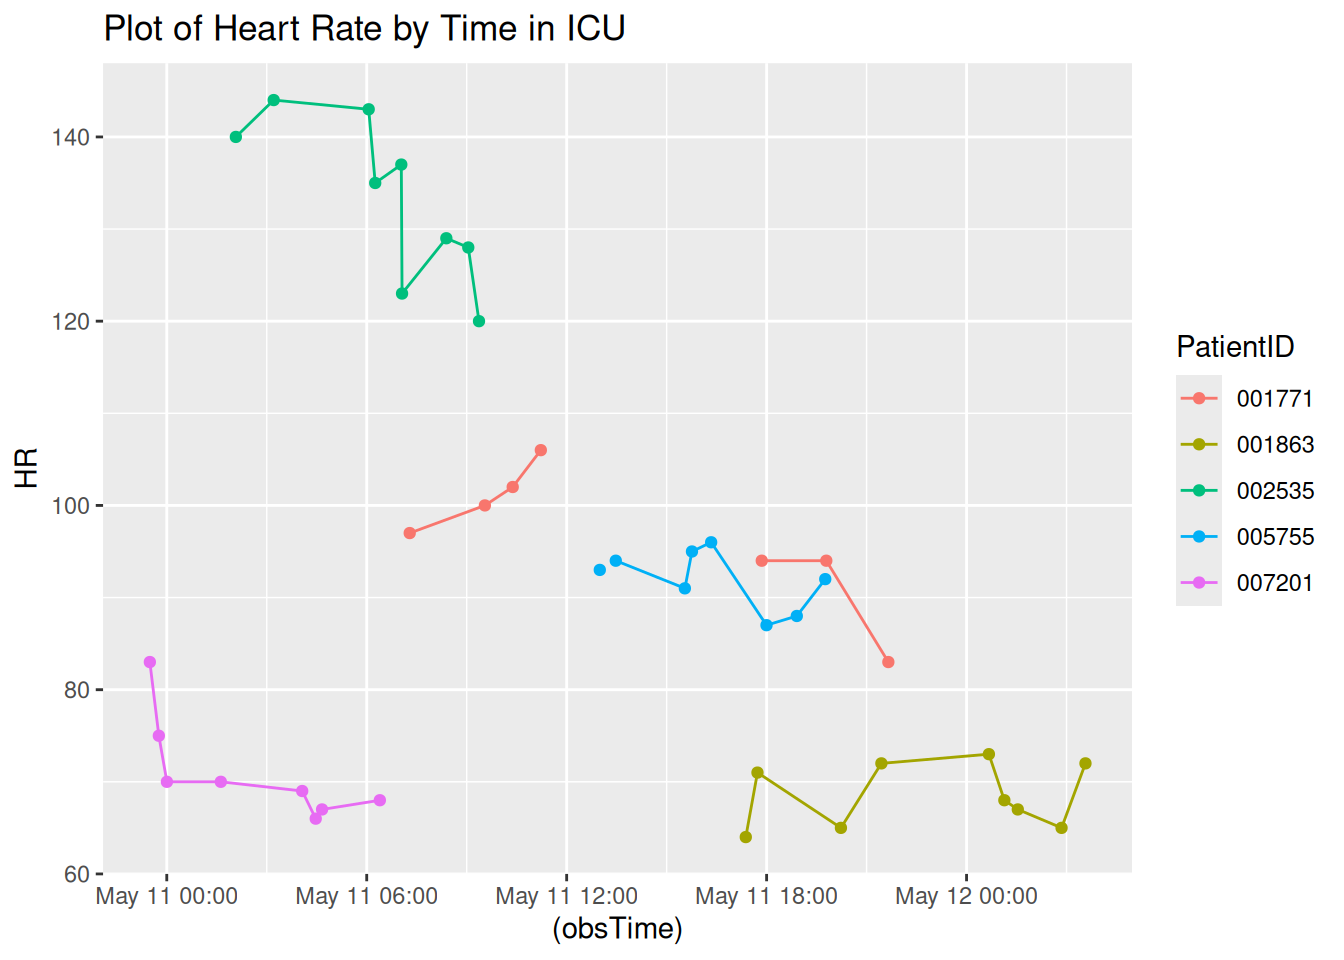 Plot of Heart Rate by Time in ICU
HR
140
120
100
80
60
May 11 00:00
May 11 06:00
May 11 12:00
May 11 18:00
May 12 00:00
(obsTime)
PatientID
001771
001863
002535
005755
007201